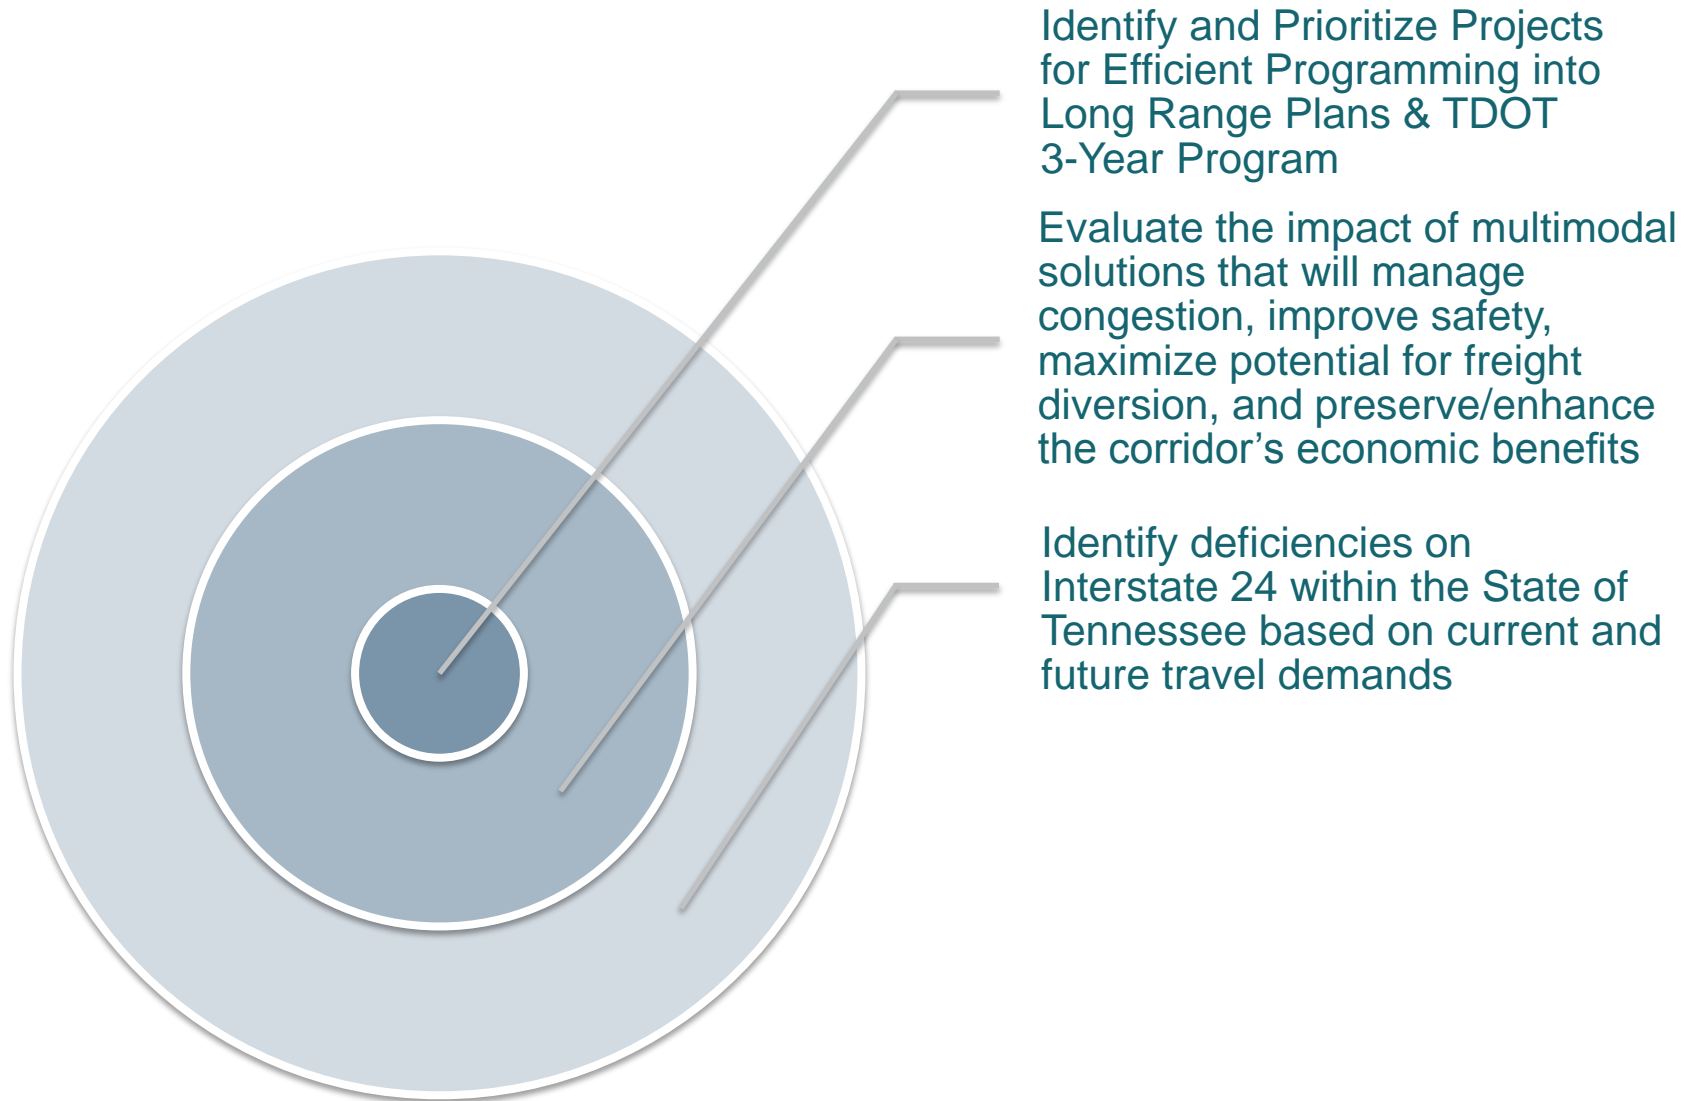 Identify and Prioritize Projects
for Efficient Programming into
Long Range Plans & TDOT
3-Year Program
Evaluate the impact of multimodal
solutions that will manage
congestion, improve safety,
maximize potential for freight
diversion, and preserve/enhance
the corridor’s economic benefits
Identify deficiencies on
Interstate 24 within the State of
Tennessee based on current and
future travel demands